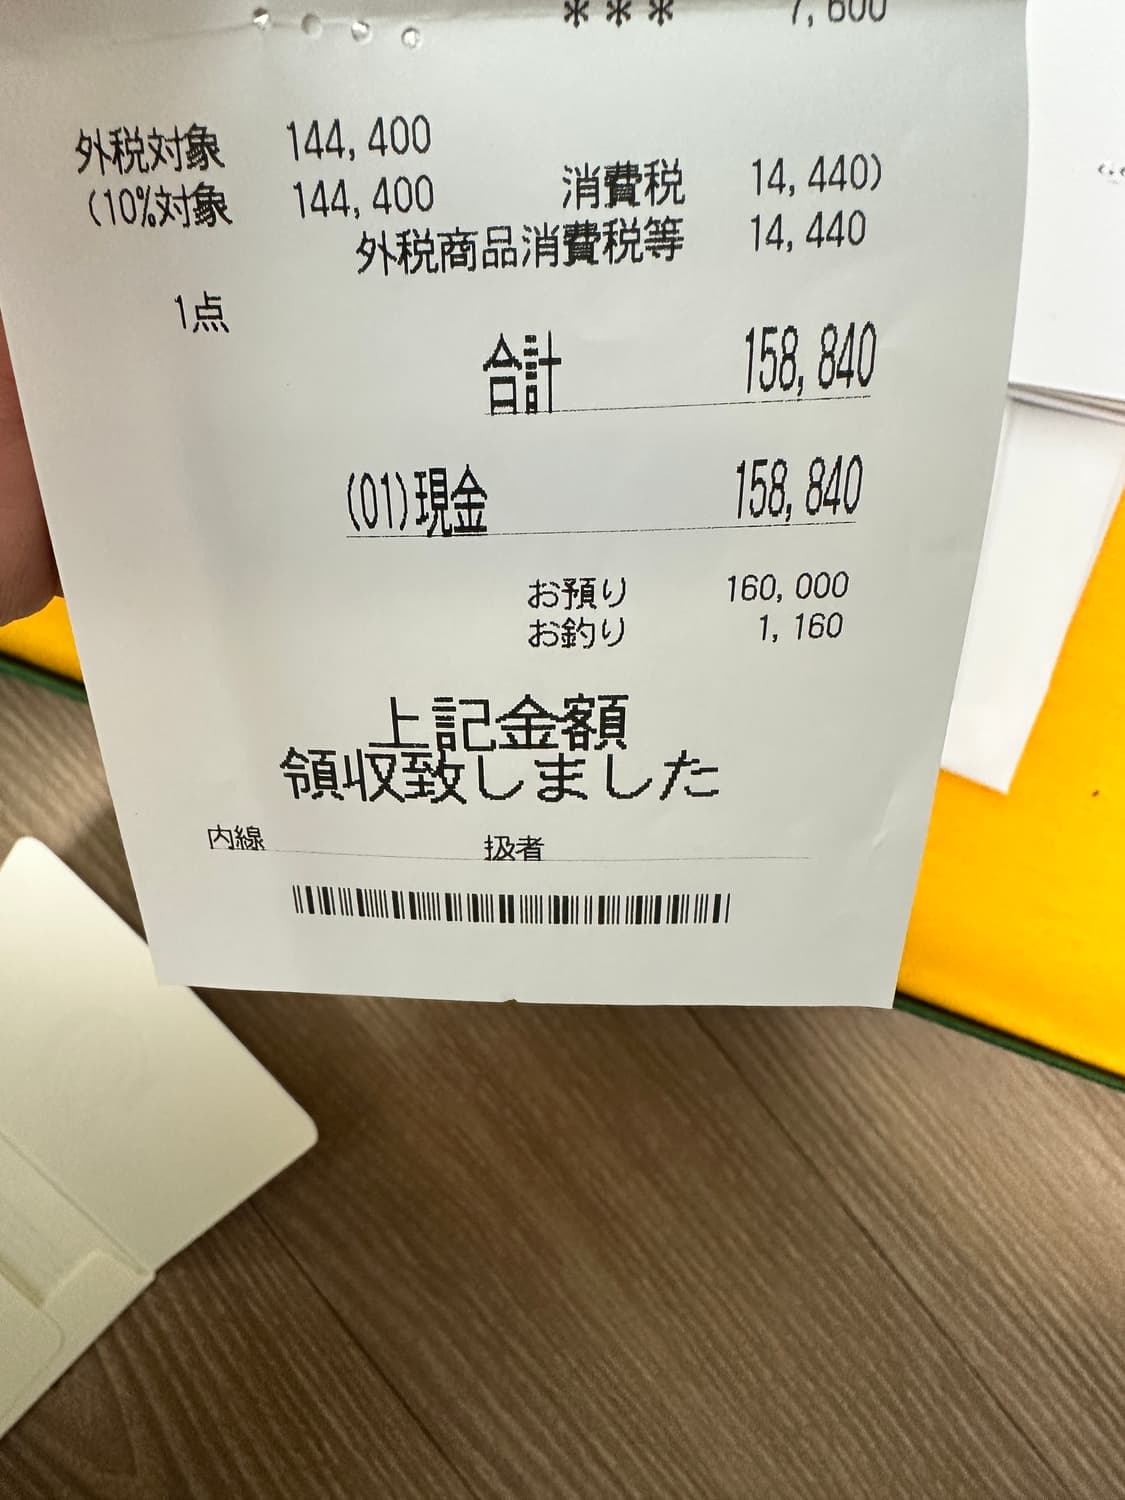 *** 7,600
外税対象 144,400
(10%対象 144,400 消費税 14,440)
外税商品消費税等 14,440
1点
合計 158,840
(01)現金 158,840
お預り 160,000
お釣り 1,160
上記金額
領収致しました
内線 扱者